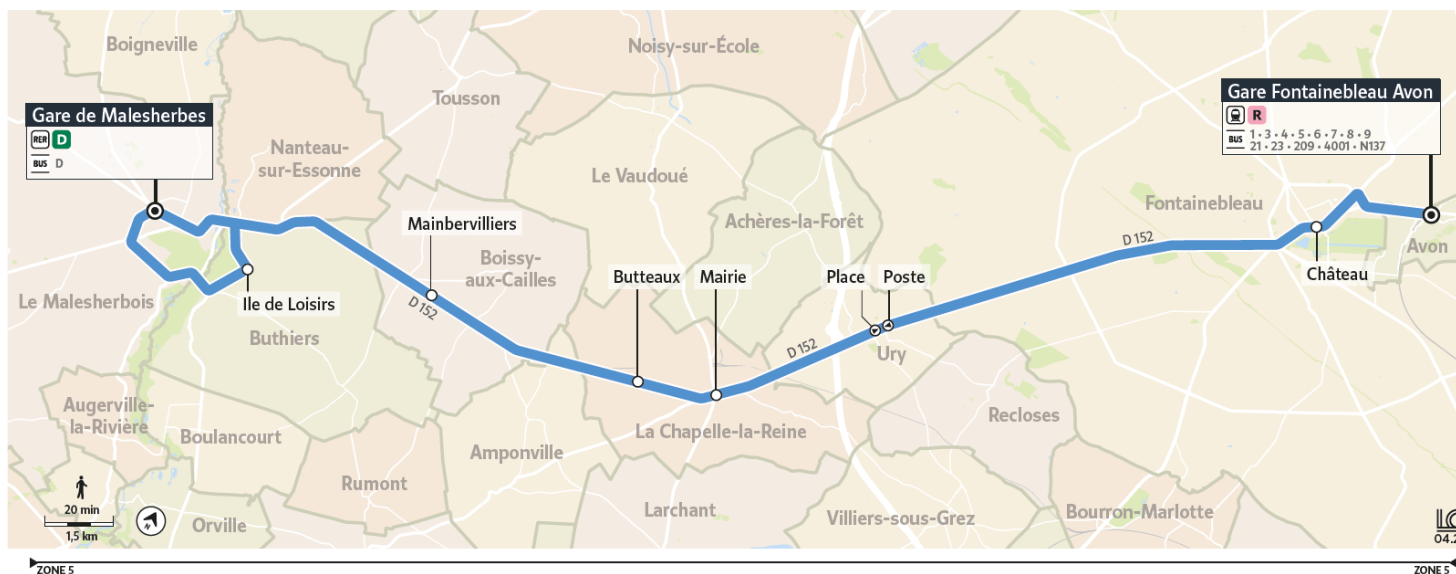 Boigneville
Noisy-sur-École
Tousson
Gare de Malesherbes
RER D
BUS D
Gare Fontainebleau Avon
R
BUS 1 • 3 • 4 • 5 • 6 • 7 • 8 • 9
21 • 23 • 209 • 4001 • N137
Nanteau-
sur-Essonne
Le Vaudoué
Achères-la-Forêt
Fontainebleau
Mainbervilliers
Boissy-
aux-Cailles
D 152
Avon
Butteaux
Mairie
Place
Poste
Château
Le Malesherbois
Ile de Loisirs
D 152
Buthiers
D 152
Ury
Augerville-
la-Rivière
Boulancourt
La Chapelle-la-Reine
Recloses
Amponville
Rumont
Larchant
Villiers-sous-Grez
Bourron-Marlotte
Orville
20 min
1,5 km
N
ZONE 5
ZONE 5